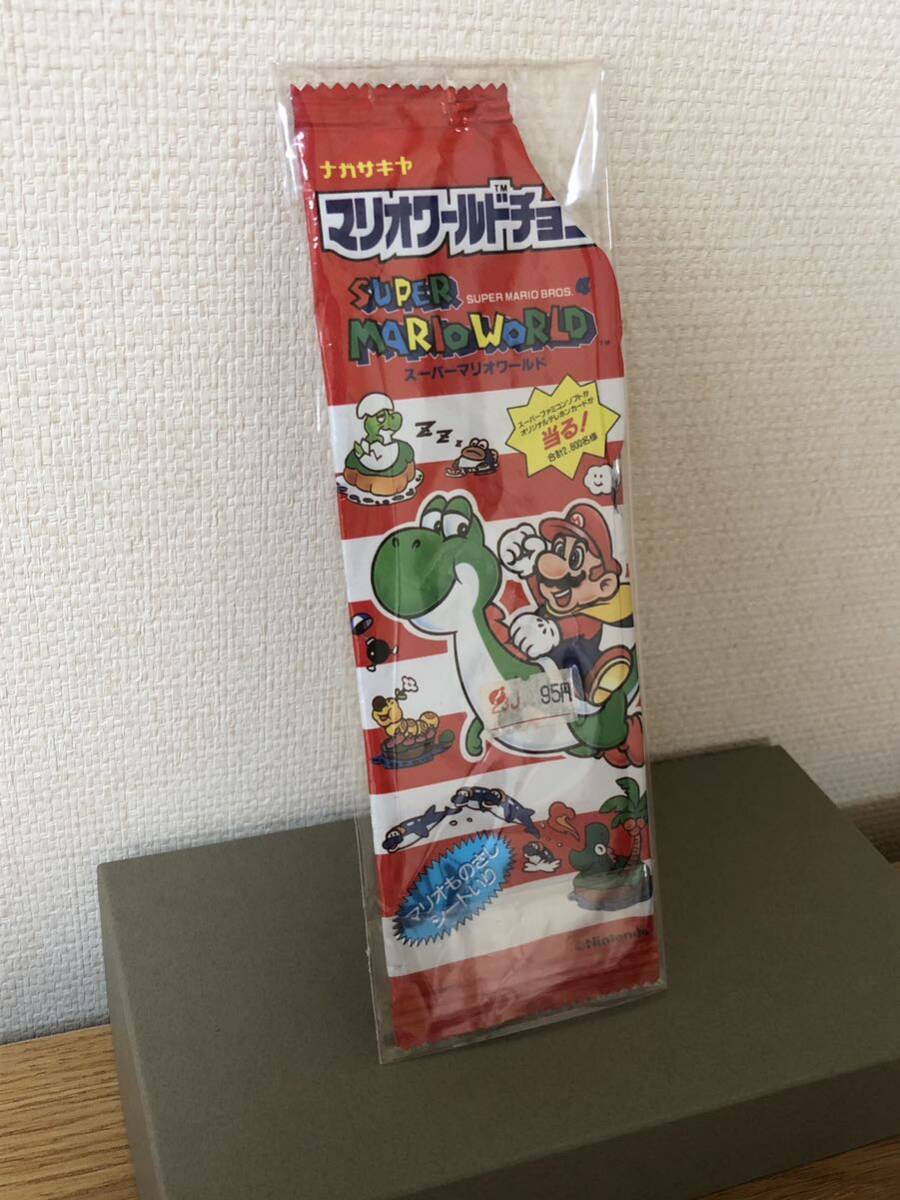 ナガサキヤ
マリオワールドチョコ
TM
SUPER MARIO BROS. 4
SUPER
MARIO WORLD
TM
スーパーマリオワールド
スーパーファミコンソフトか
オリジナルテレホンカードが
当る!
合計2,800名様
ZZZ
M
95円
マリオものさし
シートいり
©Nintendo